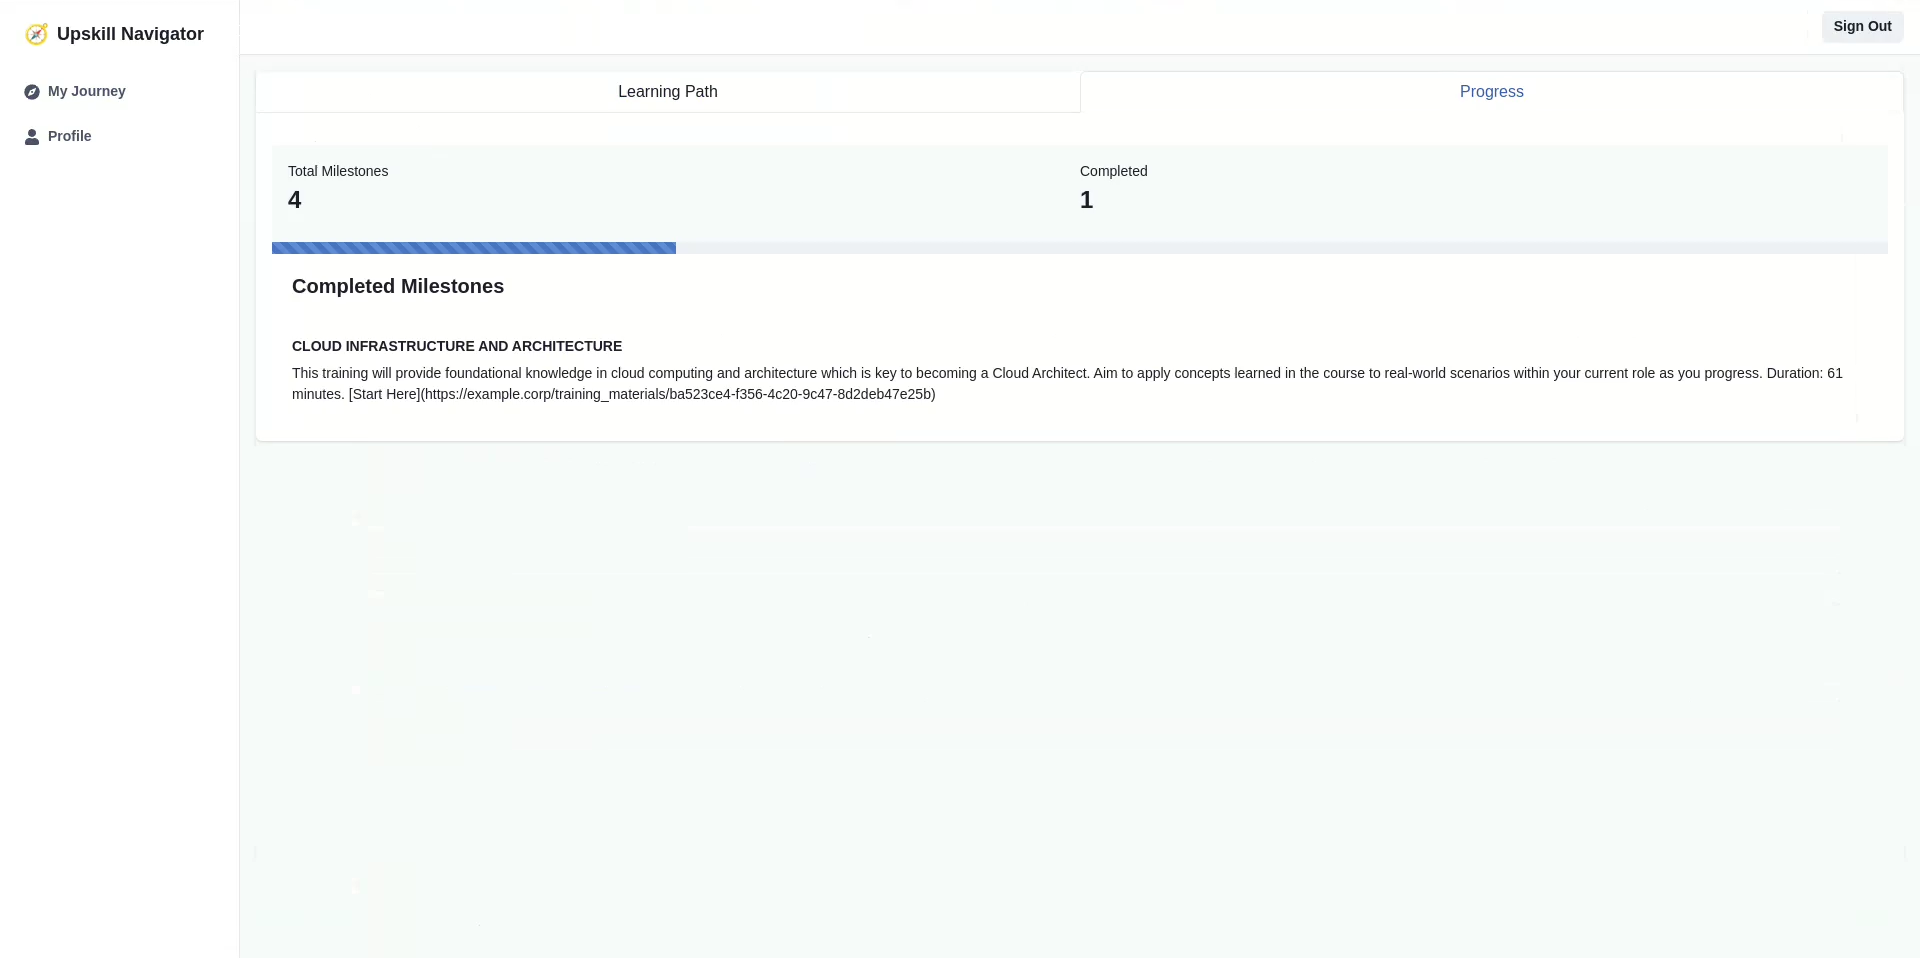 Upskill Navigator
Sign Out
My Journey
Profile
Learning Path
Progress
Total Milestones
4
Completed
1
Completed Milestones
CLOUD INFRASTRUCTURE AND ARCHITECTURE
This training will provide foundational knowledge in cloud computing and architecture which is key to becoming a Cloud Architect. Aim to apply concepts learned in the course to real-world scenarios within your current role as you progress. Duration: 61
minutes. [Start Here](https://example.corp/training_materials/ba523ce4-f356-4c20-9c47-8d2deb47e25b)